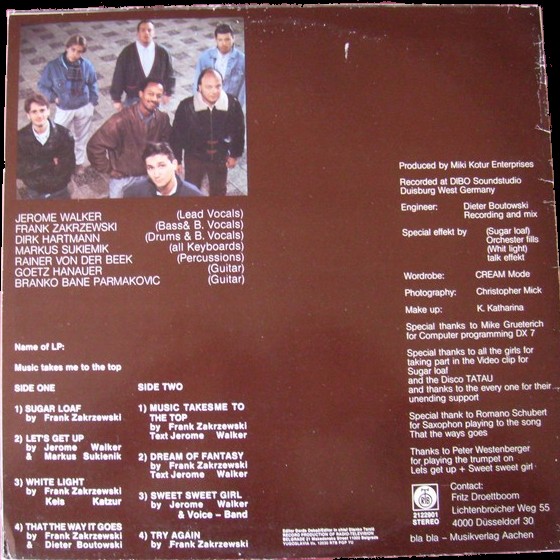 JEROME WALKER (Lead Vocals)
FRANK ZAKRZEWSKI (Bass& B. Vocals)
DIRK HARTMANN (Drums & B. Vocals)
MARKUS SUKIEMIK (all Keyboards)
RAINER VON DER BEEK (Percussions)
GOETZ HANAUER (Guitar)
BRANKO BANE PARMAKOVIC (Guitar)
Name of LP:
Music takes me to the top
SIDE ONE
1) SUGAR LOAF
by Frank Zakrzewski
2) LET'S GET UP
by Jerome Walker
& Markus Sukienik
3) WHITE LIGHT
by Frank Zakrzewski
Kels Katzur
4) THAT THE WAY IT GOES
by Frank Zakrzewski
& Dieter Boutowski
SIDE TWO
1) MUSIC TAKES ME TO
THE TOP
by Frank Zakrzewski
Text Jerome Walker
2) DREAM OF FANTASY
by Frank Zakrzewski
Text Jerome Walker
3) SWEET SWEET GIRL
by Jerome Walker
& Voice - Band
4) TRY AGAIN
by Frank Zakrzewski
Produced by Miki Kotur Enterprises
Recorded at DIBO Soundstudio
Duisburg West Germany
Engineer: Dieter Boutowski
Recording and mix
Special effekt by (Sugar loaf)
Orchester fills
(Whit light)
talk effekt
Wardrobe: CREAM Mode
Photography: Christopher Mick
Make up: K. Katharina
Special thanks to Mike Grueterich
for Computer programming DX 7
Special thanks to all the girls for
taking part in the Video clip for
Sugar loaf
and the Disco TATAU
and thanks to the every one for their
unending support
Special thank to Romano Schubert
for Saxophon playing to the song
That the ways goes
Thanks to Peter Westenberger
for playing the trumpet on
Lets get up + Sweet sweet girl
RTB
2122901
STEREO
Contact:
Fritz Droettboom
Lichtenbroicher Weg 55
4000 Düsseldorf 30
bla bla – Musikverlag Aachen
RECORD PRODUCTION OF RADIO-TELEVISION